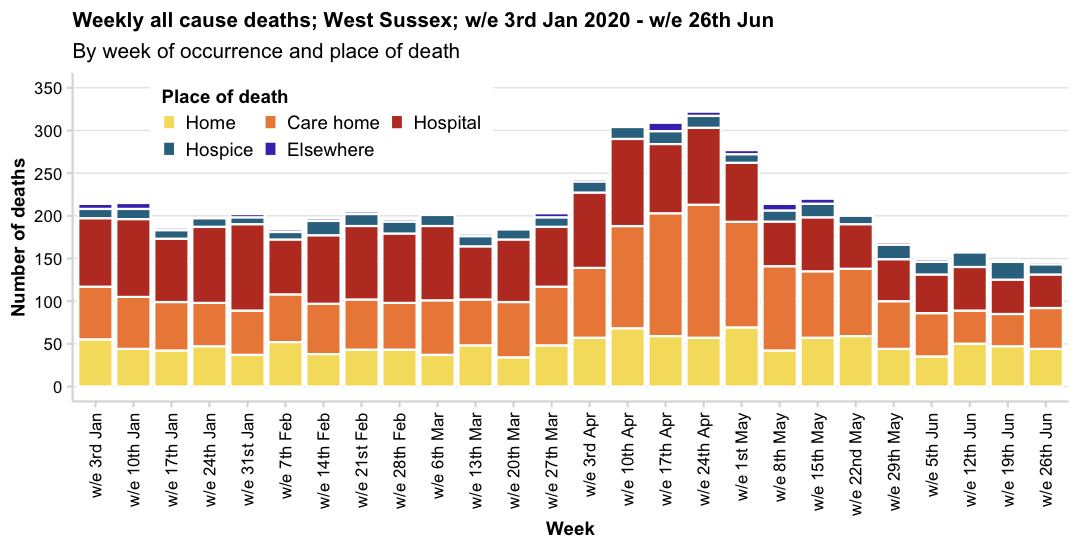 Weekly all cause deaths; West Sussex; w/e 3rd Jan 2020 - w/e 26th Jun
By week of occurrence and place of death
Place of death
Home Care home Hospital
Hospice Elsewhere
Number of deaths
350
300
250
200
150
100
50
0
w/e 3rd Jan
w/e 10th Jan
w/e 17th Jan
w/e 24th Jan
w/e 31st Jan
w/e 7th Feb
w/e 14th Feb
w/e 21st Feb
w/e 28th Feb
w/e 6th Mar
w/e 13th Mar
w/e 20th Mar
w/e 27th Mar
w/e 3rd Apr
w/e 10th Apr
w/e 17th Apr
w/e 24th Apr
w/e 1st May
w/e 8th May
w/e 15th May
w/e 22nd May
w/e 29th May
w/e 5th Jun
w/e 12th Jun
w/e 19th Jun
w/e 26th Jun
Week